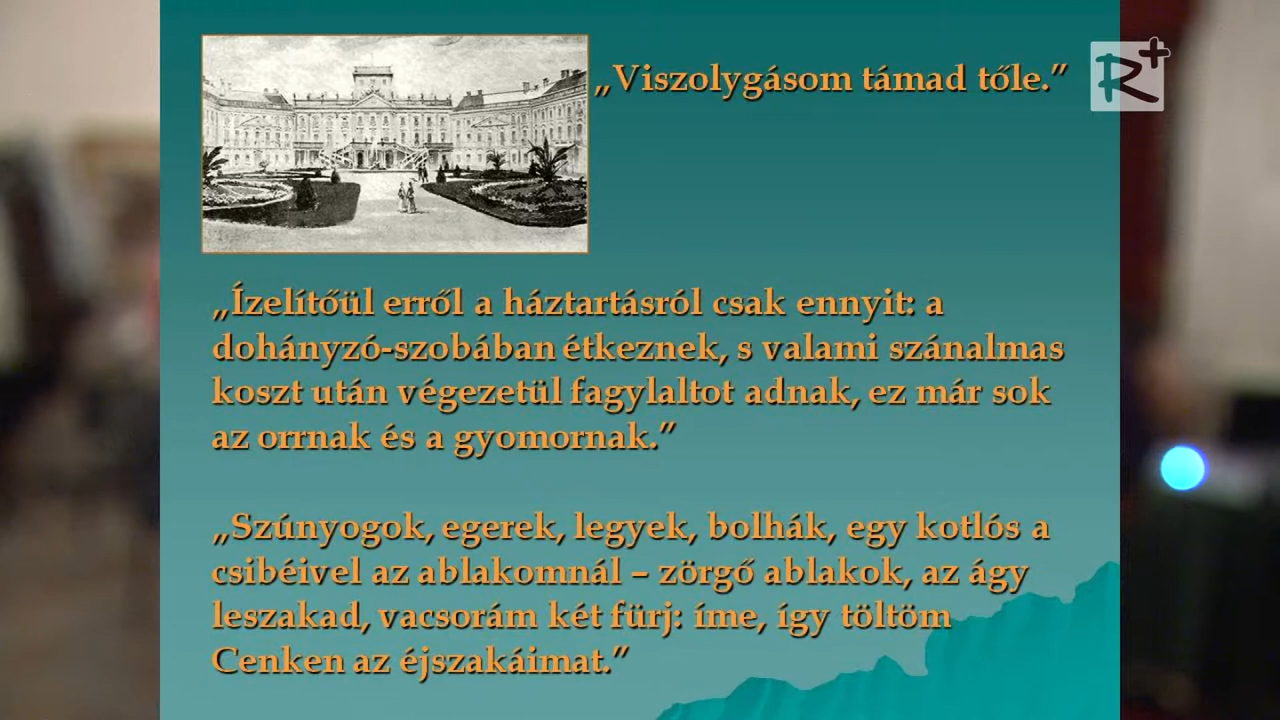 „Viszolygásom támad tőle.”
R+
„Ízelítőül erről a háztartásról csak ennyit: a
dohányzó-szobában étkeznek, s valami szánalmas
koszt után végezetül fagylaltot adnak, ez már sok
az orrnak és a gyomornak.”
„Szúnyogok, egerek, legyek, bolhák, egy kotlós a
csibéivel az ablakomnál – zörgő ablakok, az ágy
leszakad, vacsorám két fürj: íme, így töltöm
Cenken az éjszakáimat.”